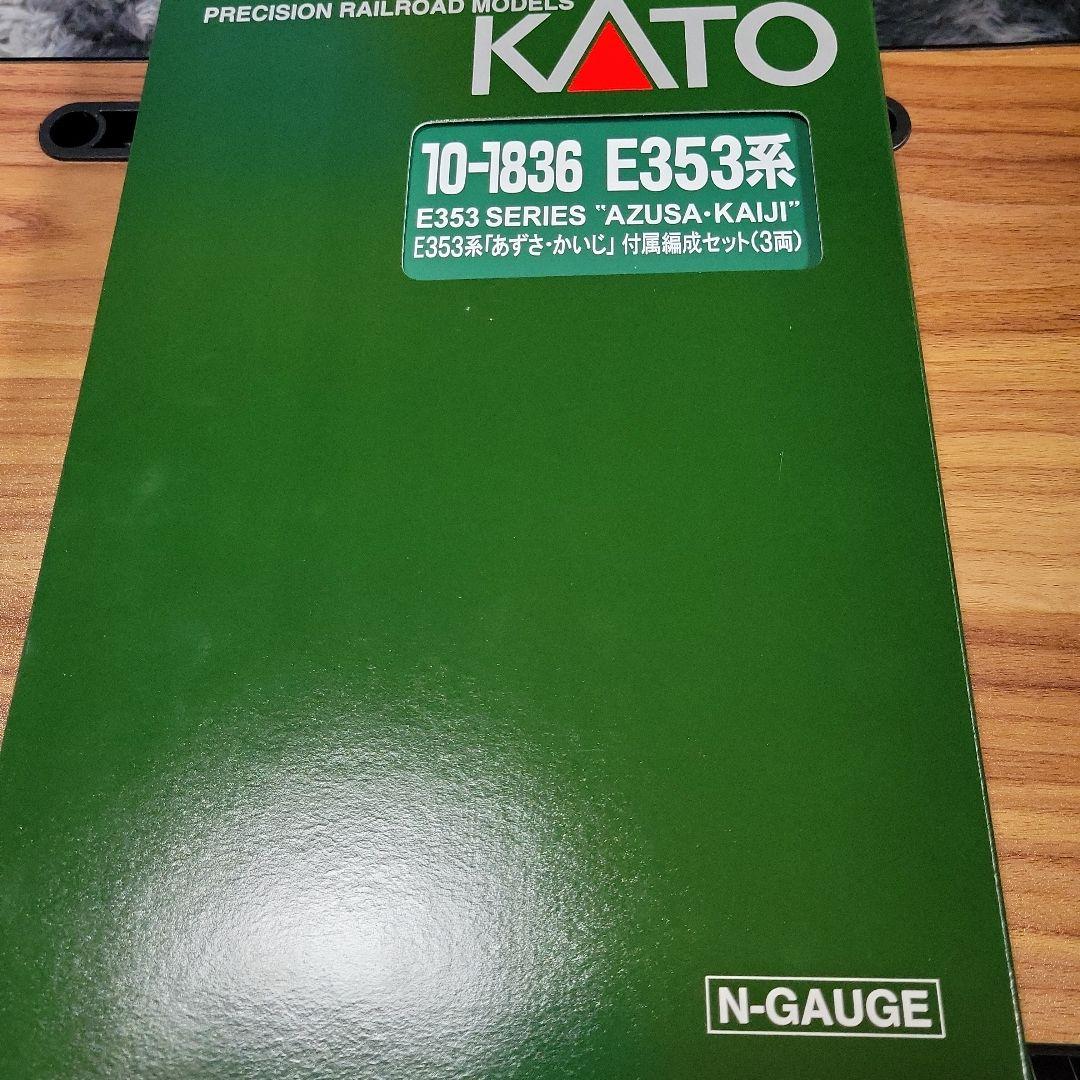 PRECISION RAILROAD MODELS
KATO
10-1836 E353系
E353 SERIES "AZUSA・KAIJI"
E353系「あずさ・かいじ」付属編成セット(3両)
N-GAUGE